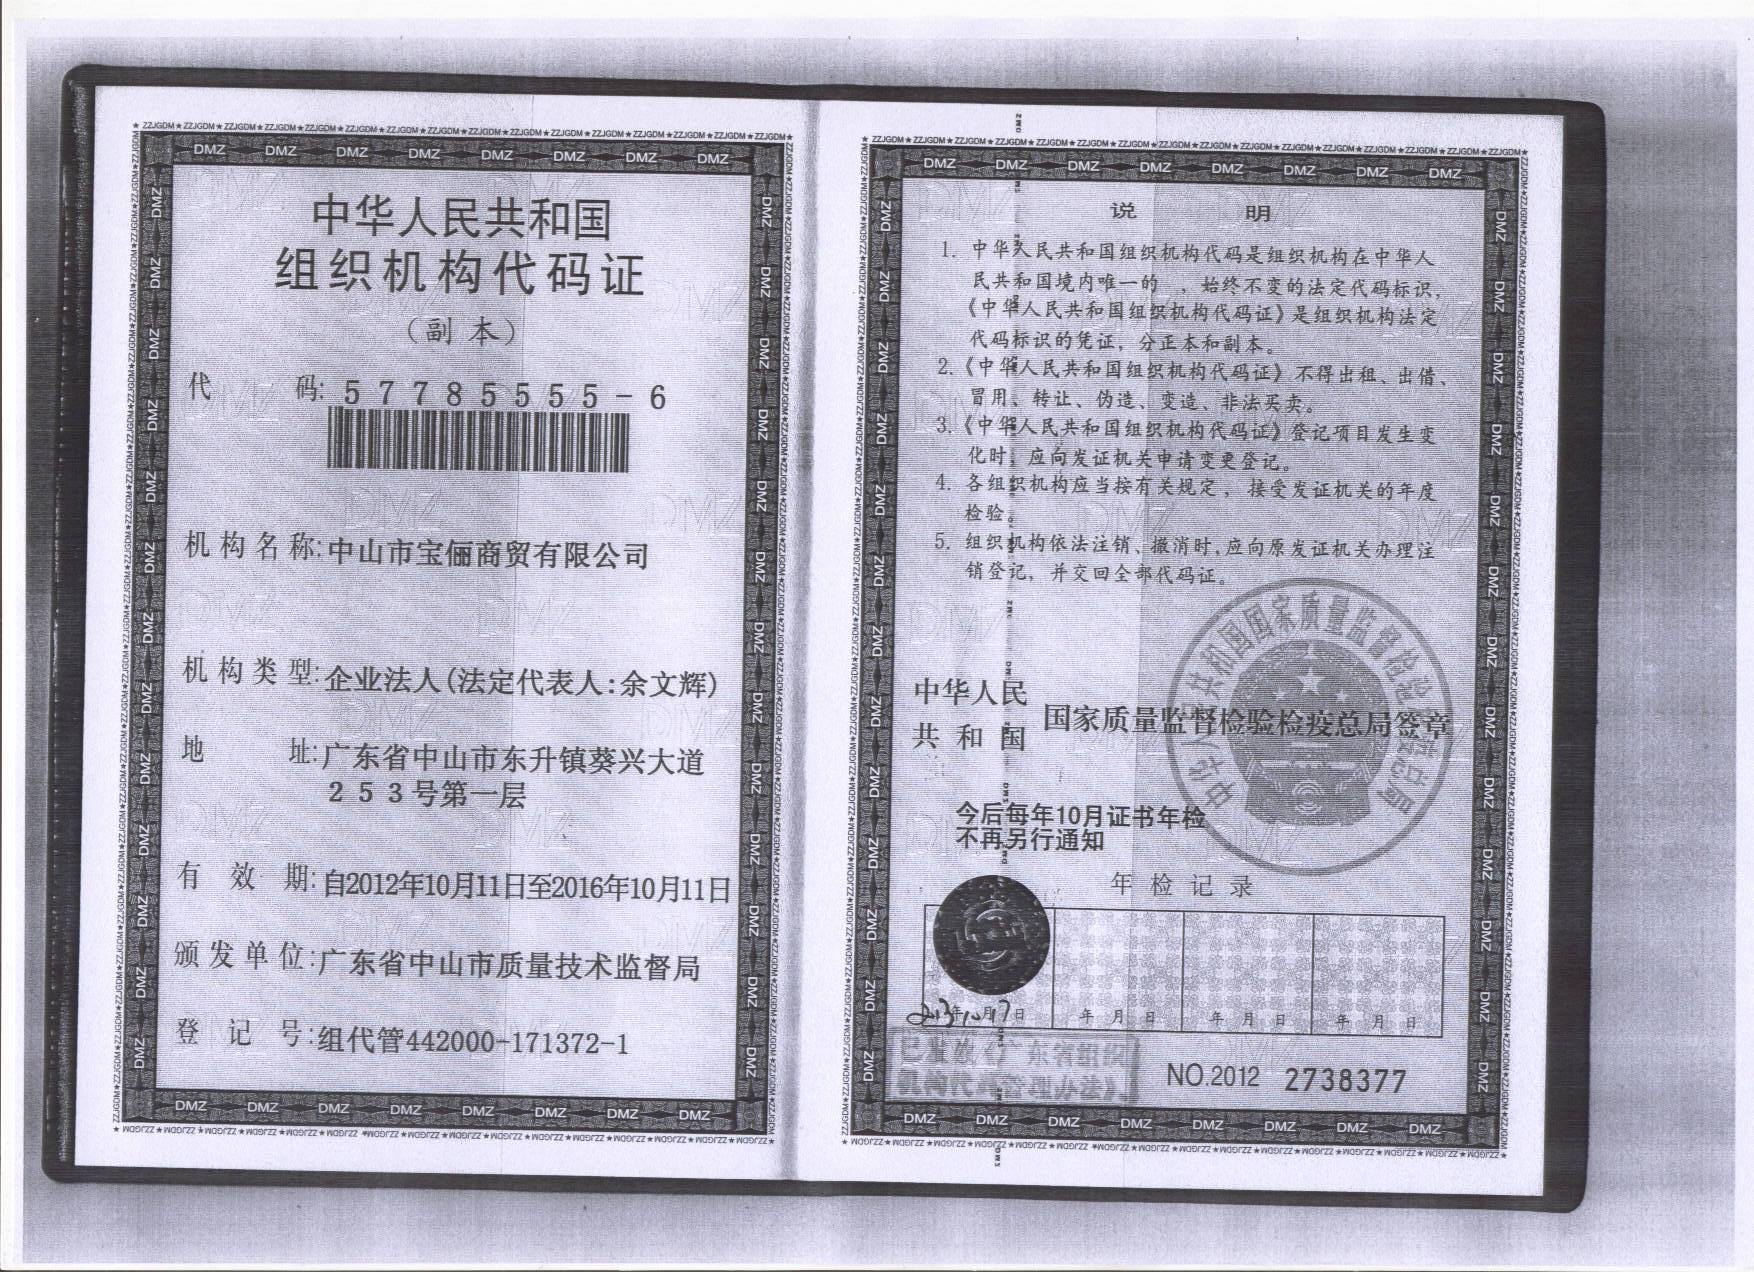 中华人民共和国
组织机构代码证
(副本)
代 码: 57785555-6
机构名称: 中山市宝俪商贸有限公司
机构类型: 企业法人(法定代表人:余文辉)
地 址: 广东省中山市东升镇葵兴大道
253号第一层
有 效 期: 自2012年10月11日至2016年10月11日
颁发单位: 广东省中山市质量技术监督局
登 记 号: 组代管442000-171372-1
说 明
1. 中华人民共和国组织机构代码是组织机构在中华人
民共和国境内唯一的 、始终不变的法定代码标识,
《中华人民共和国组织机构代码证》是组织机构法定
代码标识的凭证,分正本和副本。
2.《中华人民共和国组织机构代码证》不得出租、出借、
冒用、转让、伪造、变造、非法买卖。
3.《中华人民共和国组织机构代码证》登记项目发生变
化时,应向发证机关申请变更登记。
4. 各组织机构应当按有关规定,接受发证机关的年度
检验。
5. 组织机构依法注销、撤消时,应向原发证机关办理注
销登记,并交回全部代码证。
中华人民
共和国
国家质量监督检验检疫总局签章
今后每年10月证书年检
不再另行通知
年检记录
年 月 日 年 月 日 年 月 日 年 月 日
已发放《广东省组织
机构代码管理办法》
NO.2012 2738377